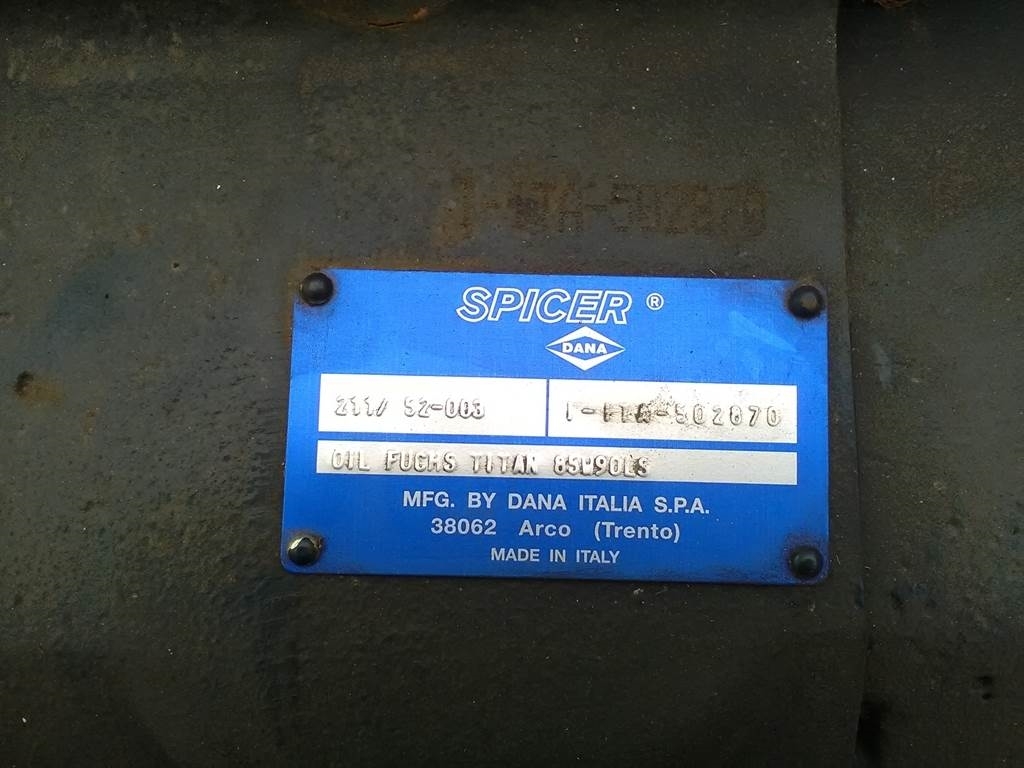 SPICER ®
DANA
211/ 52-003
502870
OIL FUCHS TITAN 85W90LS
MFG. BY DANA ITALIA S.P.A.
38062 Arco (Trento)
MADE IN ITALY